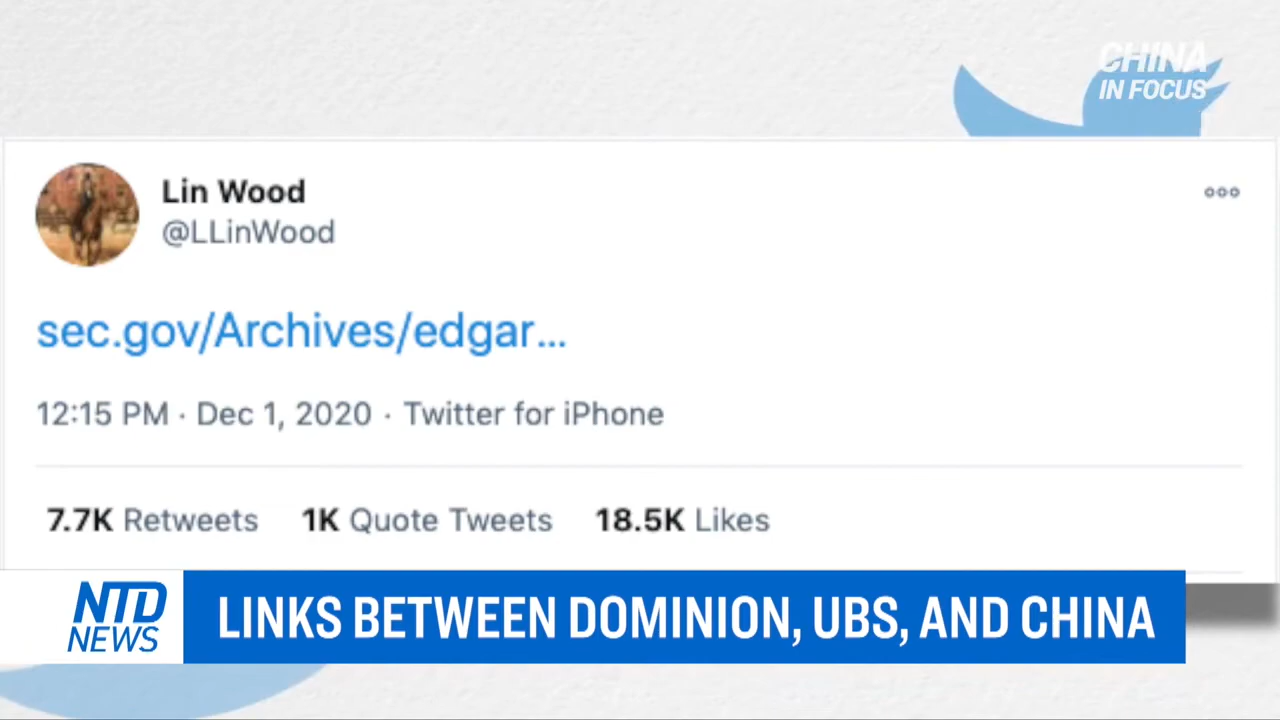 CHINA
IN FOCUS
Lin Wood
@LLinWood
sec.gov/Archives/edgar...
12:15 PM · Dec 1, 2020 · Twitter for iPhone
7.7K Retweets 1K Quote Tweets 18.5K Likes
NTD
NEWS
LINKS BETWEEN DOMINION, UBS, AND CHINA